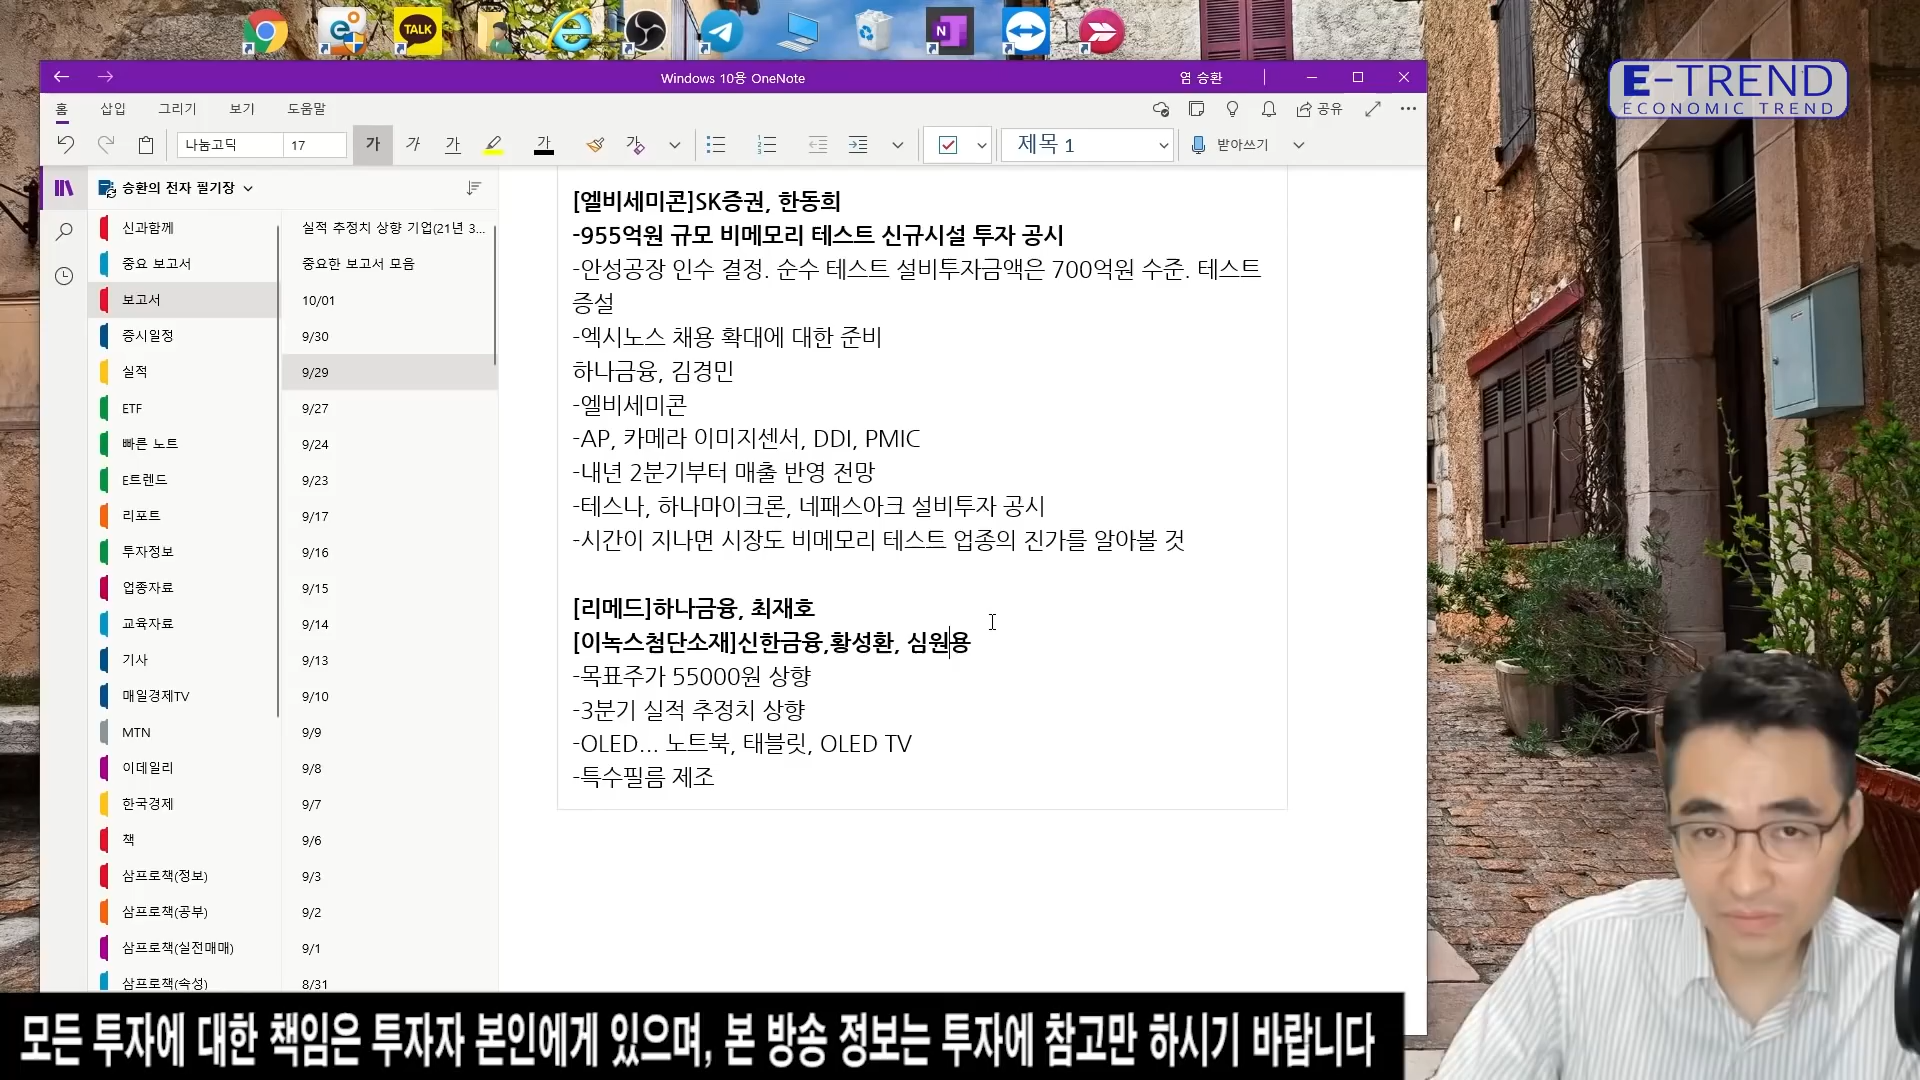 TALK
N
E-TREND
ECONOMIC TREND
Windows 10용 OneNote
염 승환
홈 삽입 그리기 보기 도움말
공유
나눔고딕 17 가 가 가 가 가
제목 1
받아쓰기
승환의 전자 필기장
신과함께
중요 보고서
보고서
증시일정
실적
ETF
빠른 노트
E트렌드
리포트
투자정보
업종자료
교육자료
기사
매일경제TV
MTN
이데일리
한국경제
책
삼프로책(정보)
삼프로책(공부)
삼프로책(실전매매)
삼프로책(속성)
실적 추정치 상향 기업(21년 3...
중요한 보고서 모음
10/01
9/30
9/29
9/27
9/24
9/23
9/17
9/16
9/15
9/14
9/13
9/10
9/9
9/8
9/7
9/6
9/3
9/2
9/1
8/31
[엘비세미콘]SK증권, 한동희
-955억원 규모 비메모리 테스트 신규시설 투자 공시
-안성공장 인수 결정. 순수 테스트 설비투자금액은 700억원 수준. 테스트
증설
-엑시노스 채용 확대에 대한 준비
하나금융, 김경민
-엘비세미콘
-AP, 카메라 이미지센서, DDI, PMIC
-내년 2분기부터 매출 반영 전망
-테스나, 하나마이크론, 네패스아크 설비투자 공시
-시간이 지나면 시장도 비메모리 테스트 업종의 진가를 알아볼 것
[리메드]하나금융, 최재호
[이녹스첨단소재]신한금융,황성환, 심원용
-목표주가 55000원 상향
-3분기 실적 추정치 상향
-OLED... 노트북, 태블릿, OLED TV
-특수필름 제조
모든 투자에 대한 책임은 투자자 본인에게 있으며, 본 방송 정보는 투자에 참고만 하시기 바랍니다